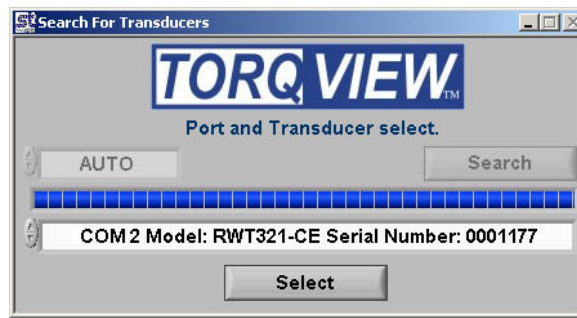 Search For Transducers
TORQVIEW TM
Port and Transducer select.
AUTO
Search
COM 2 Model: RWT321-CE Serial Number: 0001177
Select